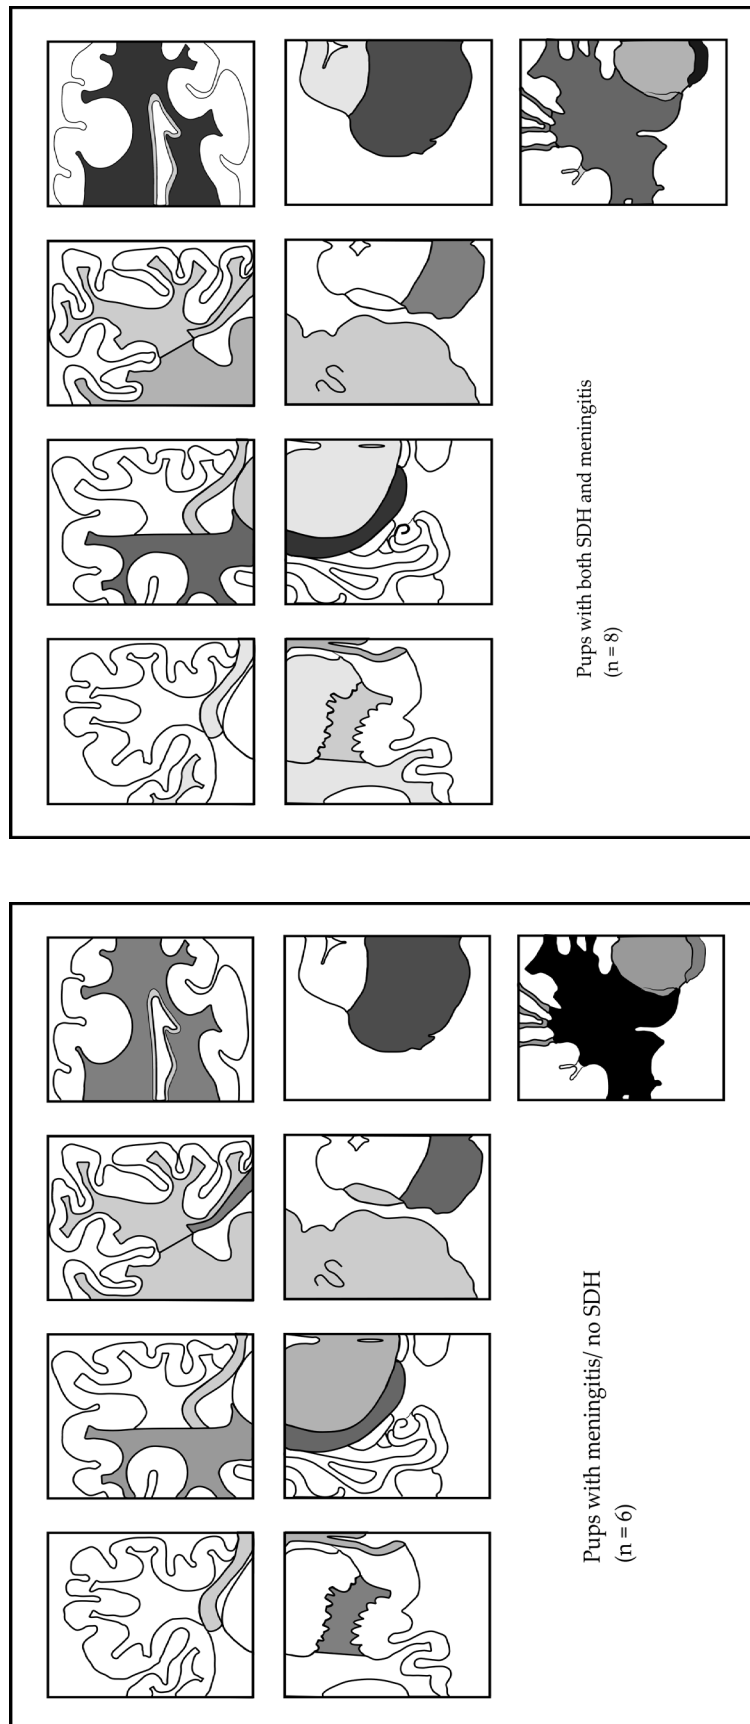 Pups with both SDH and meningitis
(n = 8)
Pups with meningitis/ no SDH
(n = 6)